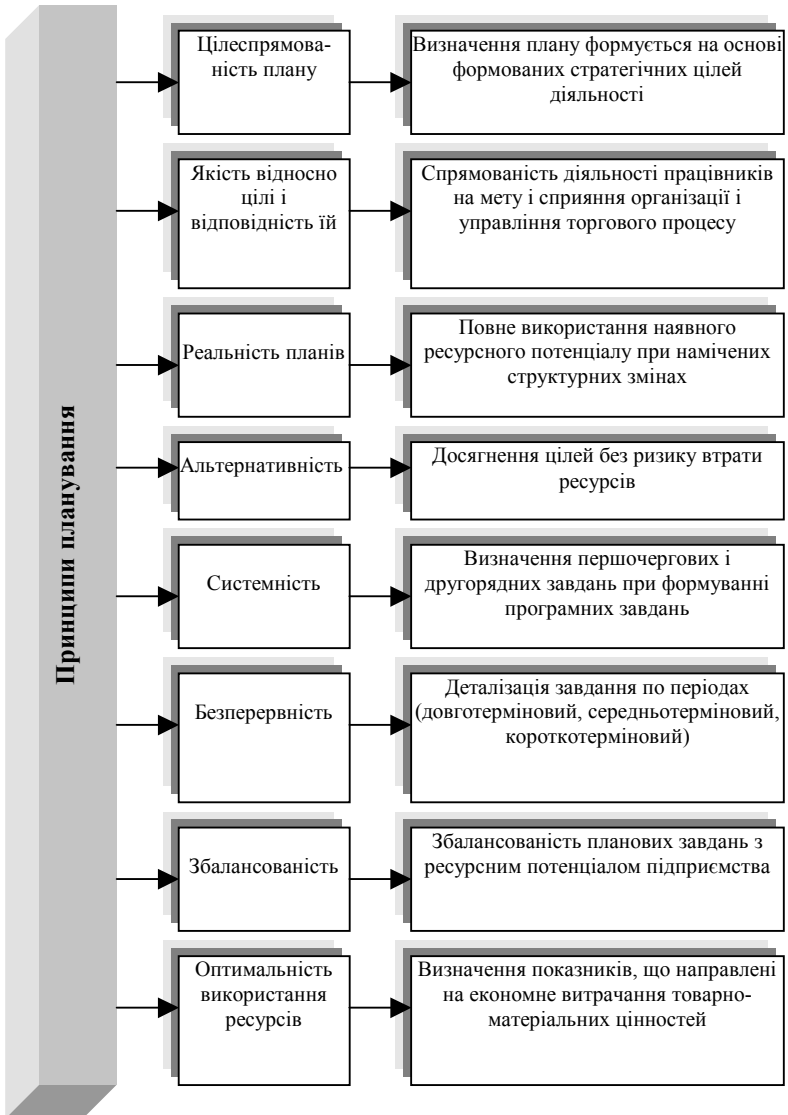 Принципи планування
Цілеспрямова-
ність плану
Визначення плану формується на основі
формованих стратегічних цілей
діяльності
Якість відносно
цілі і
відповідність їй
Спрямованість діяльності працівників
на мету і сприяння організації і
управління торгового процесу
Реальність планів
Повне використання наявного
ресурсного потенціалу при намічених
структурних змінах
Альтернативність
Досягнення цілей без ризику втрати
ресурсів
Системність
Визначення першочергових і
другорядних завдань при формуванні
програмних завдань
Безперервність
Деталізація завдання по періодах
(довготерміновий, середньотерміновий,
короткотерміновий)
Збалансованість
Збалансованість планових завдань з
ресурсним потенціалом підприємства
Оптимальність
використання
ресурсів
Визначення показників, що направлені
на економне витрачання товарно-
матеріальних цінностей